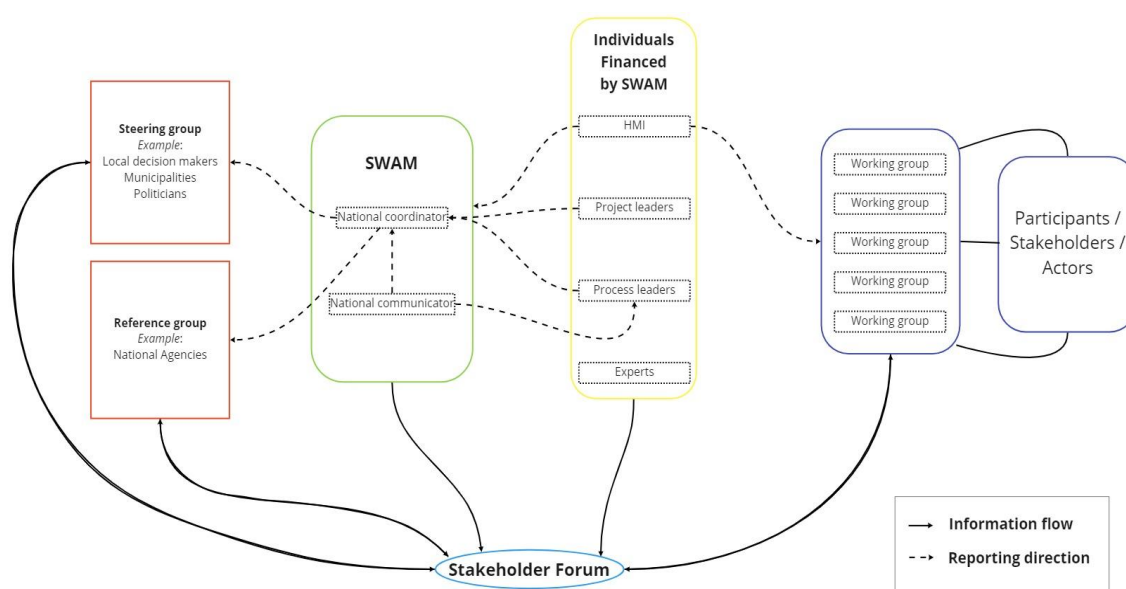 Steering group
Example:
Local decision makers
Municipalities
Politicians
Reference group
Example:
National Agencies
SWAM
National coordinator
National communicator
Individuals
Financed
by SWAM
HMI
Project leaders
Process leaders
Experts
Working group
Working group
Working group
Working group
Working group
Participants /
Stakeholders /
Actors
Stakeholder Forum
Information flow
Reporting direction